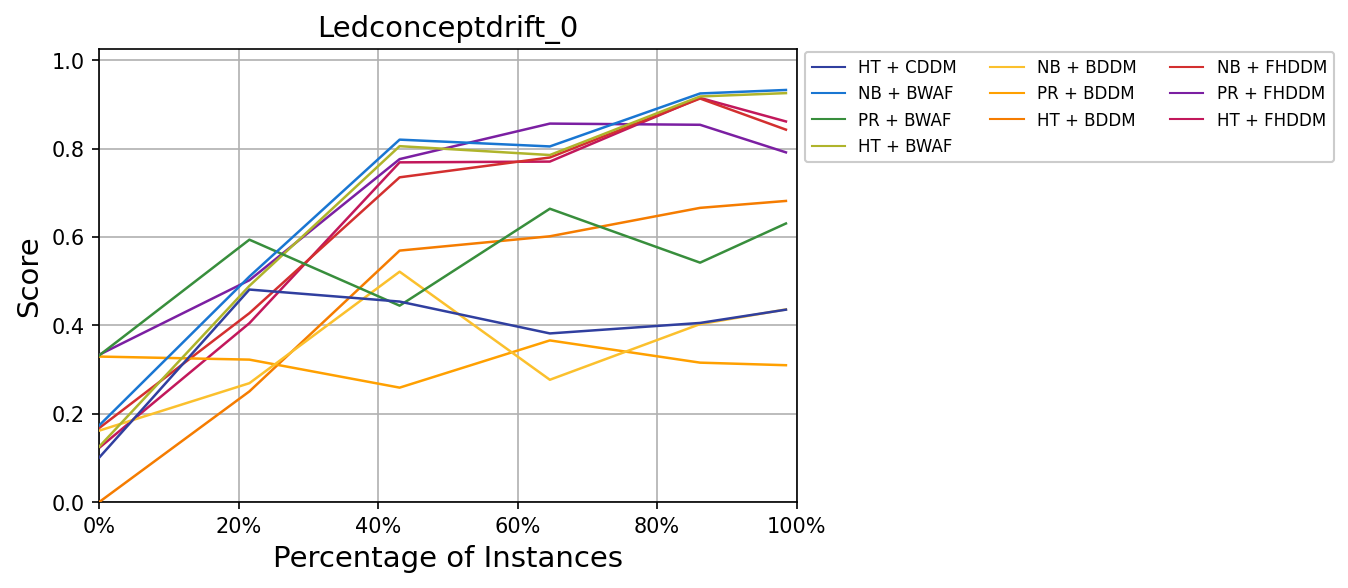 Ledconceptdrift_0
Score
1.0
0.8
0.6
0.4
0.2
0.0
0% 20% 40% 60% 80% 100%
Percentage of Instances
HT + CDDM NB + BDDM NB + FHDDM
NB + BWAF PR + BDDM PR + FHDDM
PR + BWAF HT + BDDM HT + FHDDM
HT + BWAF